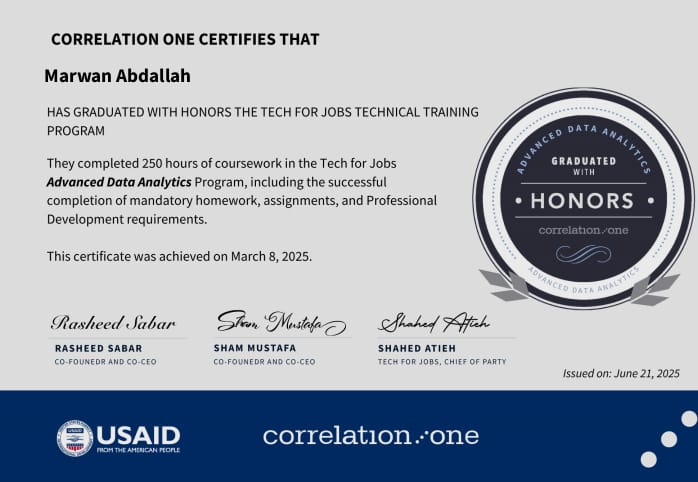 CORRELATION ONE CERTIFIES THAT
Marwan Abdallah
HAS GRADUATED WITH HONORS THE TECH FOR JOBS TECHNICAL TRAINING
PROGRAM
They completed 250 hours of coursework in the Tech for Jobs
Advanced Data Analytics Program, including the successful
completion of mandatory homework, assignments, and Professional
Development requirements.
This certificate was achieved on March 8, 2025.
ADVANCED DATA ANALYTICS
GRADUATED
WITH
• HONORS •
correlation one
ADVANCED DATA ANALYTICS
Rasheed Sabar
RASHEED SABAR
CO-FOUNEDR AND CO-CEO
Sham Mustafa
SHAM MUSTAFA
CO-FOUNEDR AND CO-CEO
Shahed Atieh
SHAHED ATIEH
TECH FOR JOBS, CHIEF OF PARTY
Issued on: June 21, 2025
USAID
FROM THE AMERICAN PEOPLE
correlation one